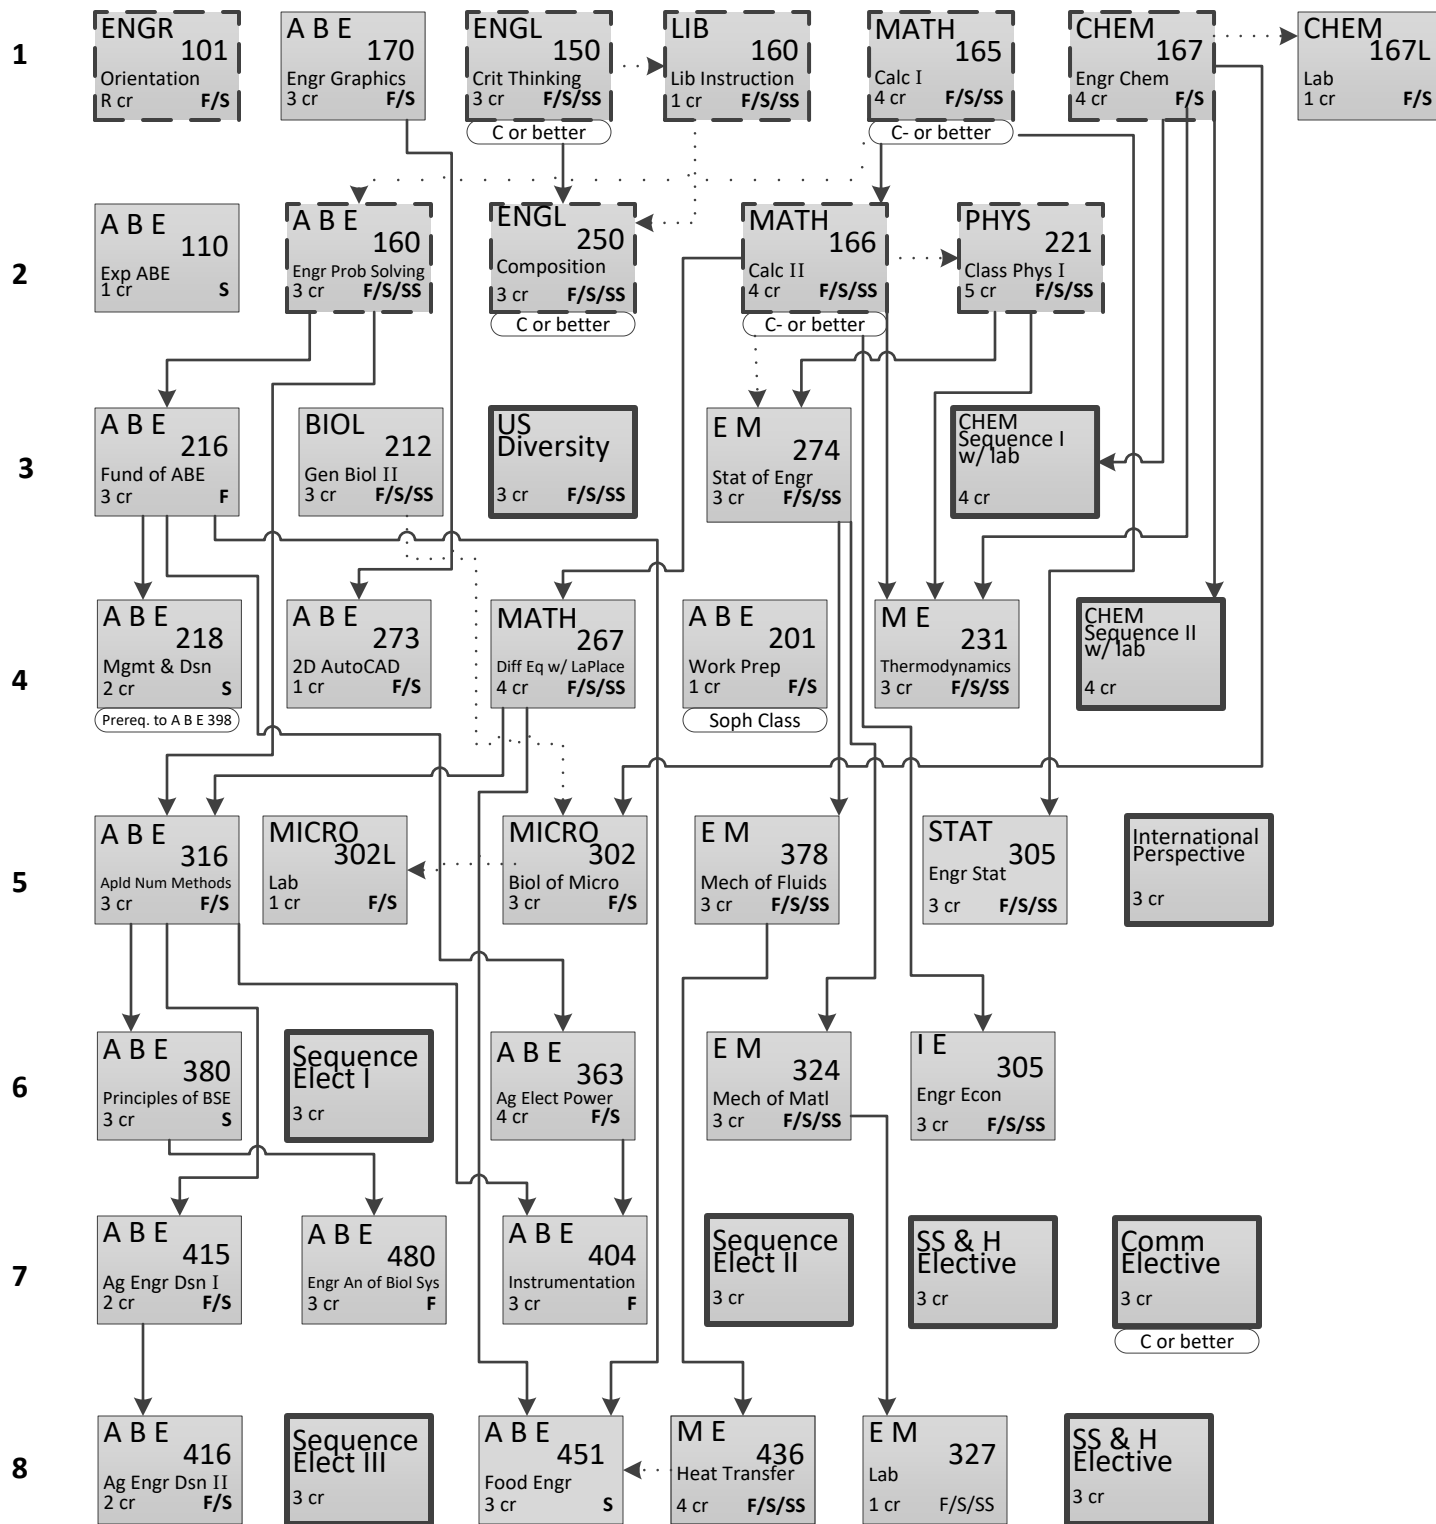 1
ENGR
101
Orientation
R cr F/S
A B E
170
Engr Graphics
3 cr F/S
ENGL
150
Crit Thinking
3 cr F/S/SS
C or better
LIB
160
Lib Instruction
1 cr F/S/SS
MATH
165
Calc I
4 cr F/S/SS
C- or better
CHEM
167
Engr Chem
4 cr F/S
CHEM
167L
Lab
1 cr F/S
2
A B E
110
Exp ABE
1 cr S
A B E
160
Engr Prob Solving
3 cr F/S/SS
ENGL
250
Composition
3 cr F/S/SS
C or better
MATH
166
Calc II
4 cr F/S/SS
C- or better
PHYS
221
Class Phys I
5 cr F/S/SS
3
A B E
216
Fund of ABE
3 cr F
BIOL
212
Gen Biol II
3 cr F/S/SS
US
Diversity
3 cr F/S/SS
E M
274
Stat of Engr
3 cr F/S/SS
CHEM
Sequence I
w/ lab
4 cr
4
A B E
218
Mgmt & Dsn
2 cr S
Prereq. to A B E 398
A B E
273
2D AutoCAD
1 cr F/S
MATH
267
Diff Eq w/ LaPlace
4 cr F/S/SS
A B E
201
Work Prep
1 cr F/S
Soph Class
M E
231
Thermodynamics
3 cr F/S/SS
CHEM
Sequence II
w/ lab
4 cr
5
A B E
316
Apld Num Methods
3 cr F/S
MICRO
302L
Lab
1 cr F/S
MICRO
302
Biol of Micro
3 cr F/S
E M
378
Mech of Fluids
3 cr F/S/SS
STAT
305
Engr Stat
3 cr F/S/SS
International
Perspective
3 cr
6
A B E
380
Principles of BSE
3 cr S
Sequence
Elect I
3 cr
A B E
363
Ag Elect Power
4 cr F/S
E M
324
Mech of Matl
3 cr F/S/SS
I E
305
Engr Econ
3 cr F/S/SS
7
A B E
415
Ag Engr Dsn I
2 cr F/S
A B E
480
Engr An of Biol Sys
3 cr F
A B E
404
Instrumentation
3 cr F
Sequence
Elect II
3 cr
SS & H
Elective
3 cr
Comm
Elective
3 cr
C or better
8
A B E
416
Ag Engr Dsn II
2 cr F/S
Sequence
Elect III
3 cr
A B E
451
Food Engr
3 cr S
M E
436
Heat Transfer
4 cr F/S/SS
E M
327
Lab
1 cr F/S/SS
SS & H
Elective
3 cr